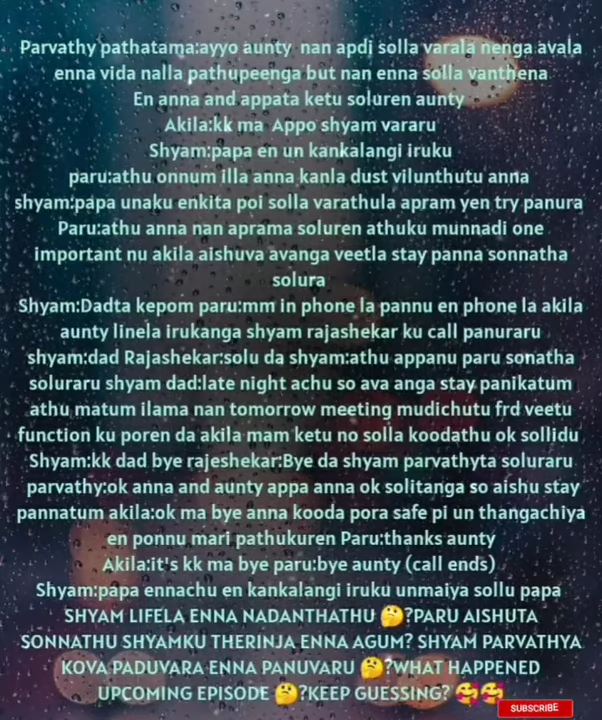 Parvathy pathatama:ayyo aunty nan apdi solla varala nenga avala
enna vida nalla pathupeenga but nan enna solla vanthena
En anna and appata ketu soluren aunty
Akila:kk ma Appo shyam vararu
Shyam:papa en un kankalangi iruku
paru:athu onnum illa anna kanla dust vilunthutu anna
shyam:papa unaku enkita poi solla varathula apram yen try panura
Paru:athu anna nan aprama soluren athuku munnadi one
important nu akila aishuva avanga veetla stay panna sonnatha
solura
Shyam:Dadta kepom paru:mm in phone la pannu en phone la akila
aunty linela irukanga shyam rajashekar ku call panuraru
shyam:dad Rajashekar:solu da shyam:athu appanu paru sonatha
soluraru shyam dad:late night achu so ava anga stay panikatum
athu matum ilama nan tomorrow meeting mudichutu frd veetu
function ku poren da akila mam ketu no solla koodathu ok sollidu
Shyam:kk dad bye rajeshekar:Bye da shyam parvathyta soluraru
parvathy:ok anna and aunty appa anna ok solitanga so aishu stay
pannatum akila:ok ma bye anna kooda pora safe pi un thangachiya
en ponnu mari pathukuren Paru:thanks aunty
Akila:it's kk ma bye paru:bye aunty (call ends)
Shyam:papa ennachu en kankalangi iruku unmaiya sollu papa
SHYAM LIFELA ENNA NADANTHATHU 🤔?PARU AISHUTA
SONNATHU SHYAMKU THERINJA ENNA AGUM? SHYAM PARVATHYA
KOVA PADUVARA ENNA PANUVARU 🤔?WHAT HAPPENED
UPCOMING EPISODE 🤔?KEEP GUESSING? 🥰🥰
SUBSCRIBE